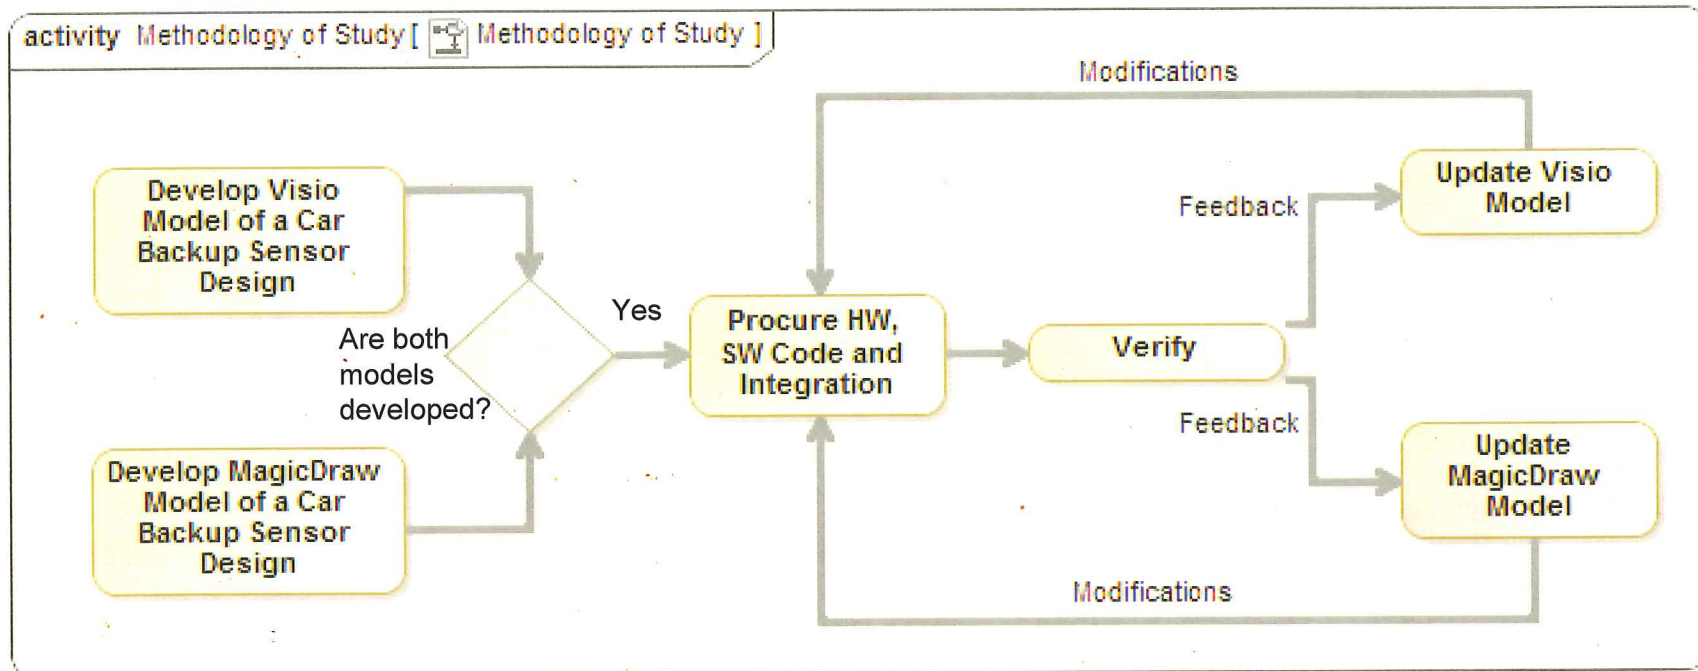 activity Methodology of Study [ Methodology of Study ]
Modifications
Develop Visio
Model of a Car
Backup Sensor
Design
Update Visio
Model
Feedback
Yes
Are both
models
developed?
Procure HW,
SW Code and
Integration
Verify
Feedback
Develop MagicDraw
Model of a Car
Backup Sensor
Design
Update
MagicDraw
Model
Modifications